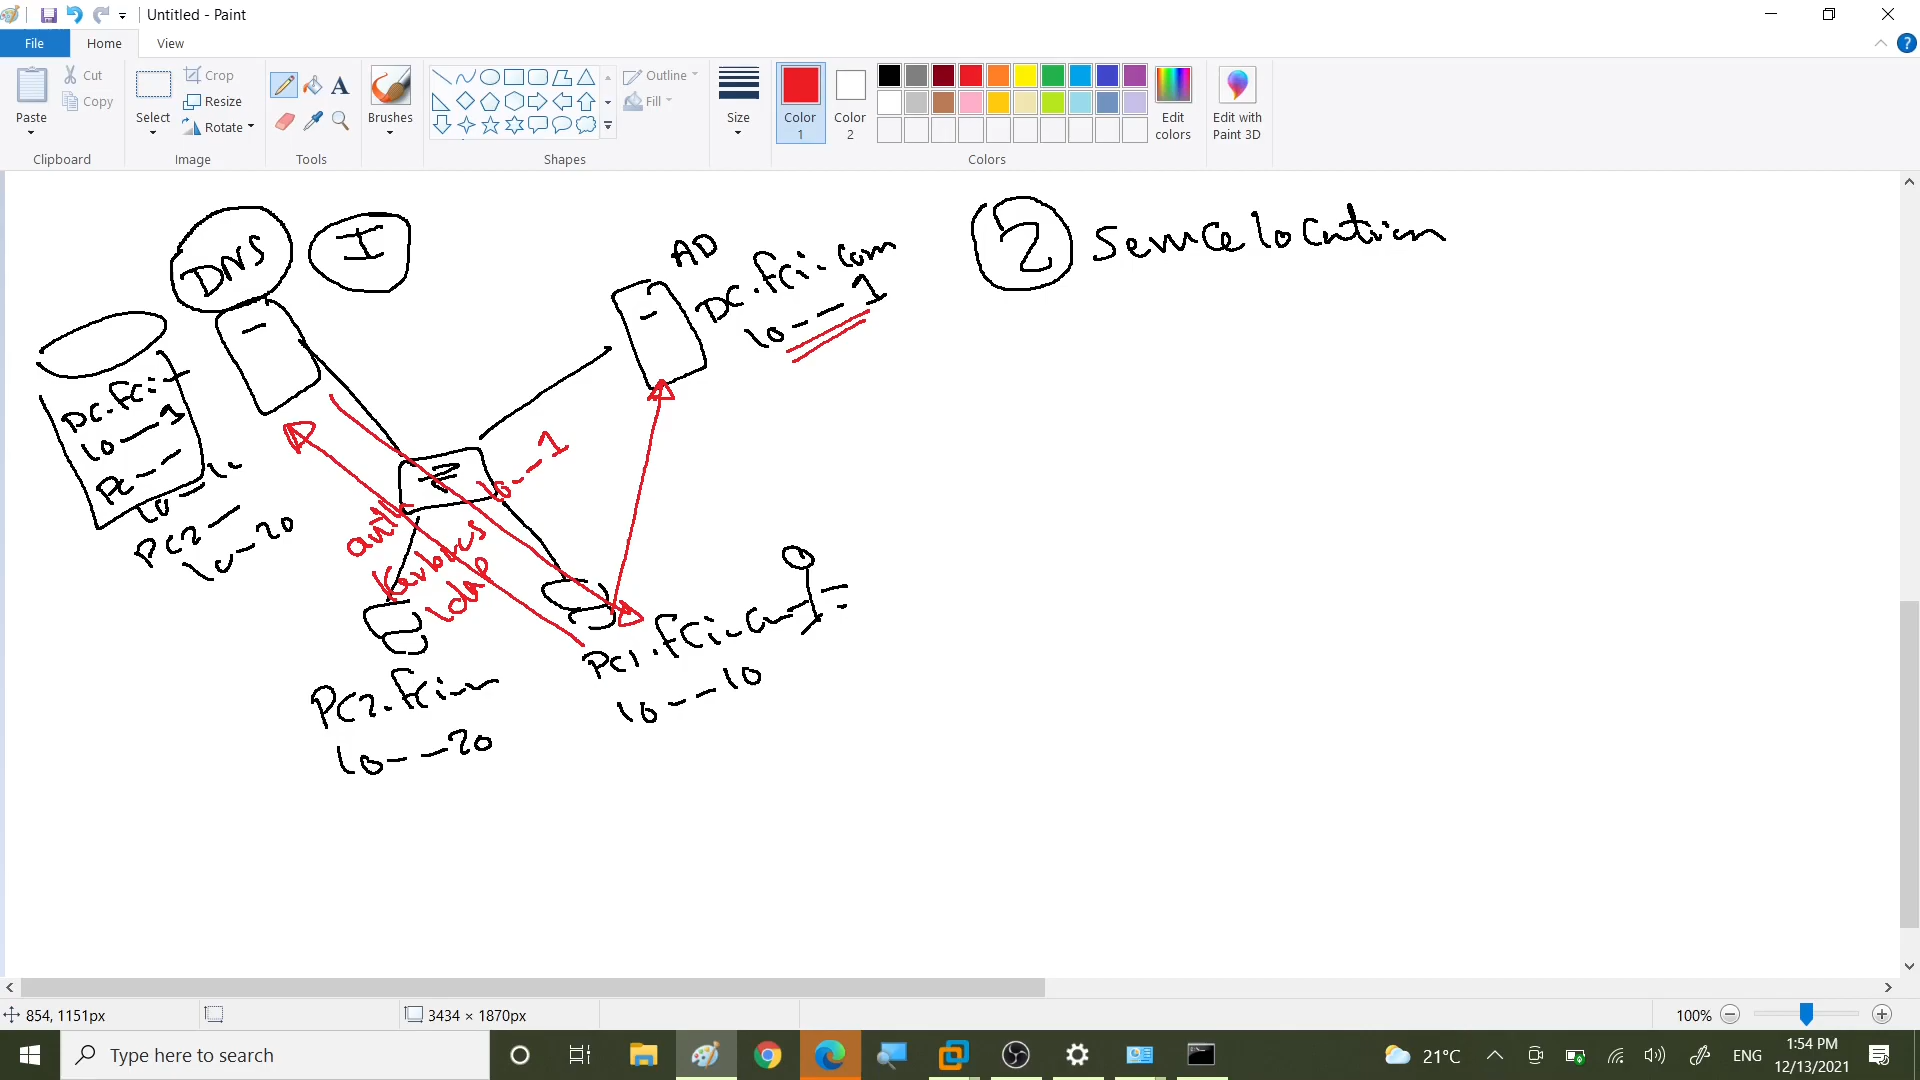 Untitled - Paint
File
Home
View
Paste
Cut
Copy
Clipboard
Select
Crop
Resize
Rotate
Image
Tools
A
Brushes
Shapes
Outline
Fill
Size
Color
1
Color
2
Colors
Edit
colors
Edit with
Paint 3D
DNS
I
AD
DC.fci.com
10---1
2
Service location
DC.fci-
10---1
PC---
10---10
PC2-
10--20
10--1
auth
Kerberos
ldap
PC1.fci.com
10---10
PC2.fci
10---20
854, 1151px
3434 × 1870px
100%
Type here to search
21°C
ENG
1:54 PM
12/13/2021